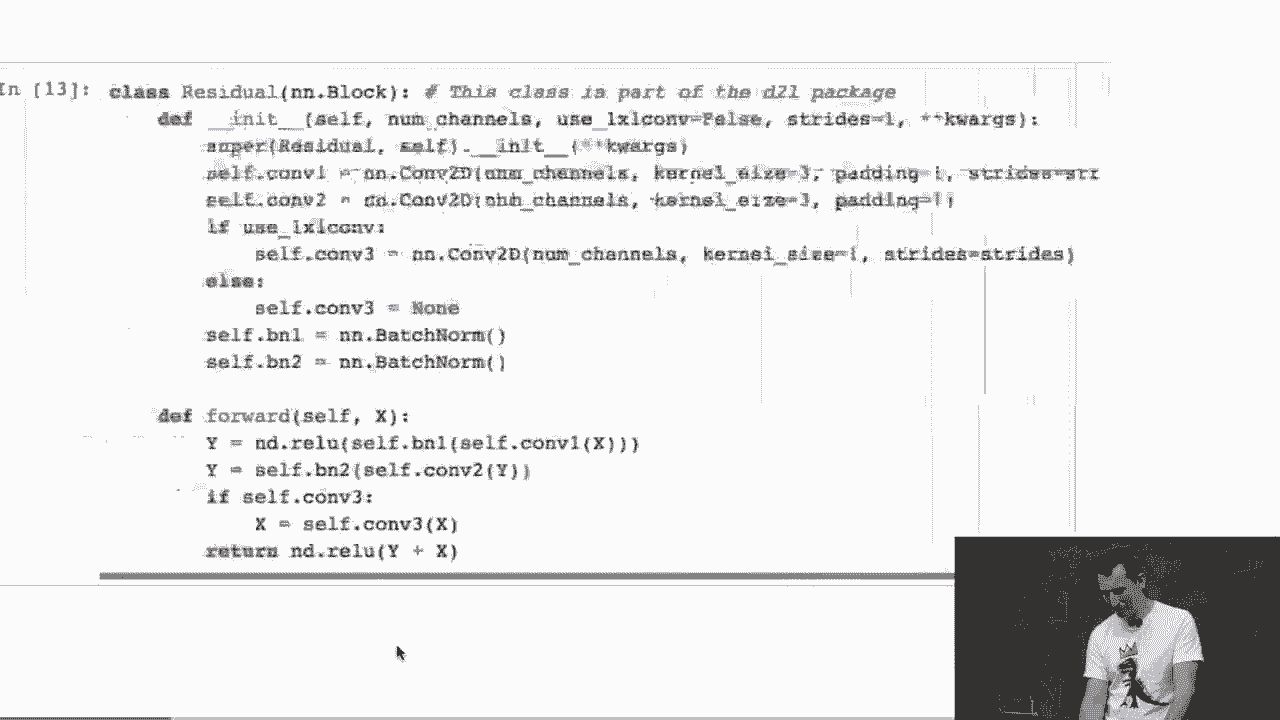 In [13]: class Residual(nn.Block): # This class is part of the d2l package
def __init__(self, num_channels, use_1x1conv=False, strides=1, **kwargs):
super(Residual, self).__init__(**kwargs)
self.conv1 = nn.Conv2D(num_channels, kernel_size=3, padding=1, strides=str
self.conv2 = nn.Conv2D(num_channels, kernel_size=3, padding=1)
if use_1x1conv:
self.conv3 = nn.Conv2D(num_channels, kernel_size=1, strides=strides)
else:
self.conv3 = None
self.bn1 = nn.BatchNorm()
self.bn2 = nn.BatchNorm()
def forward(self, X):
Y = nd.relu(self.bn1(self.conv1(X)))
Y = self.bn2(self.conv2(Y))
if self.conv3:
X = self.conv3(X)
return nd.relu(Y + X)